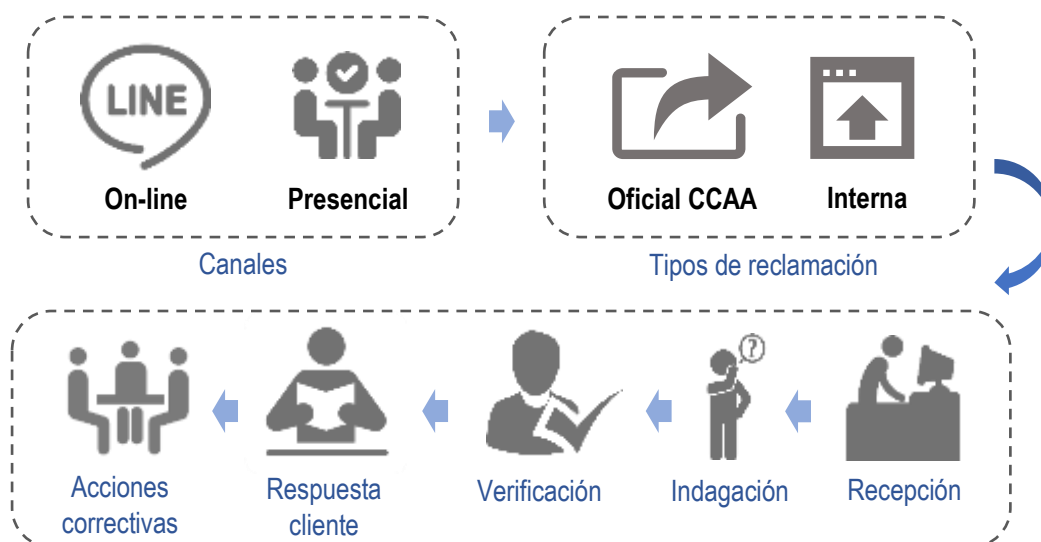 LINE
On-line
Presencial
Canales
Oficial CCAA
Interna
Tipos de reclamación
?
Acciones
correctivas
Respuesta
cliente
Verificación
Indagación
Recepción